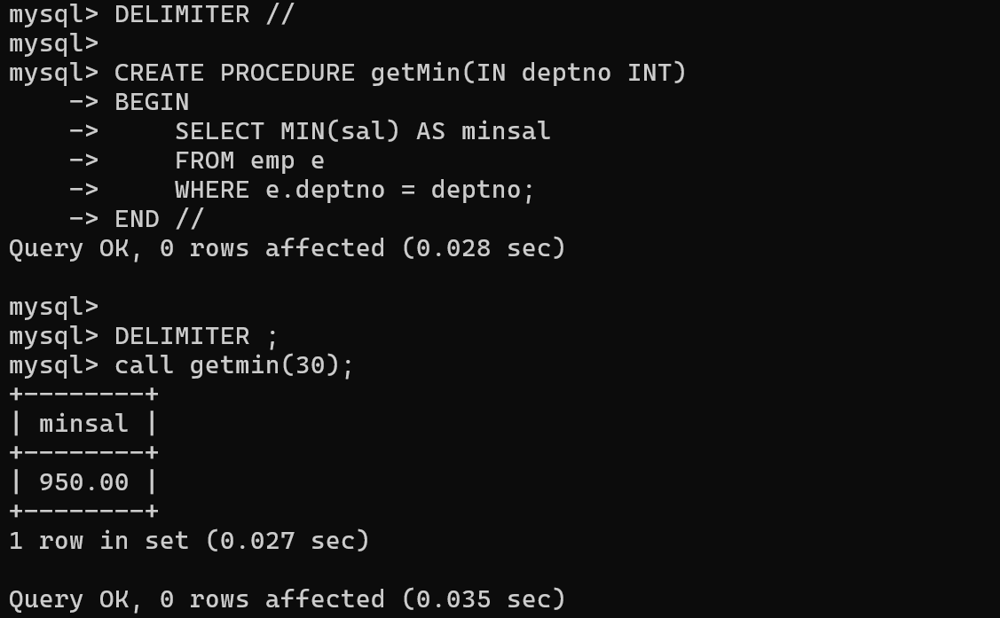 mysql> DELIMITER //
mysql>
mysql> CREATE PROCEDURE getMin(IN deptno INT)
    -> BEGIN
    ->     SELECT MIN(sal) AS minsal
    ->     FROM emp e
    ->     WHERE e.deptno = deptno;
    -> END //
Query OK, 0 rows affected (0.028 sec)

mysql>
mysql> DELIMITER ;
mysql> call getmin(30);
+--------+
| minsal |
+--------+
| 950.00 |
+--------+
1 row in set (0.027 sec)

Query OK, 0 rows affected (0.035 sec)